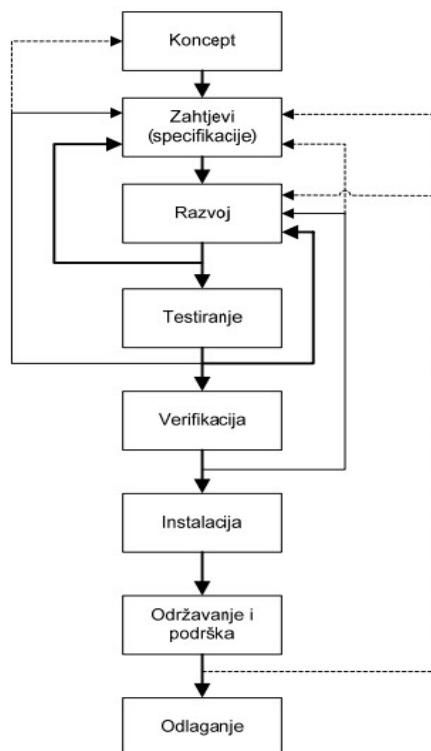 Koncept
Zahtjevi
(specifikacije)
Razvoj
Testiranje
Verifikacija
Instalacija
Održavanje i
podrška
Odlaganje